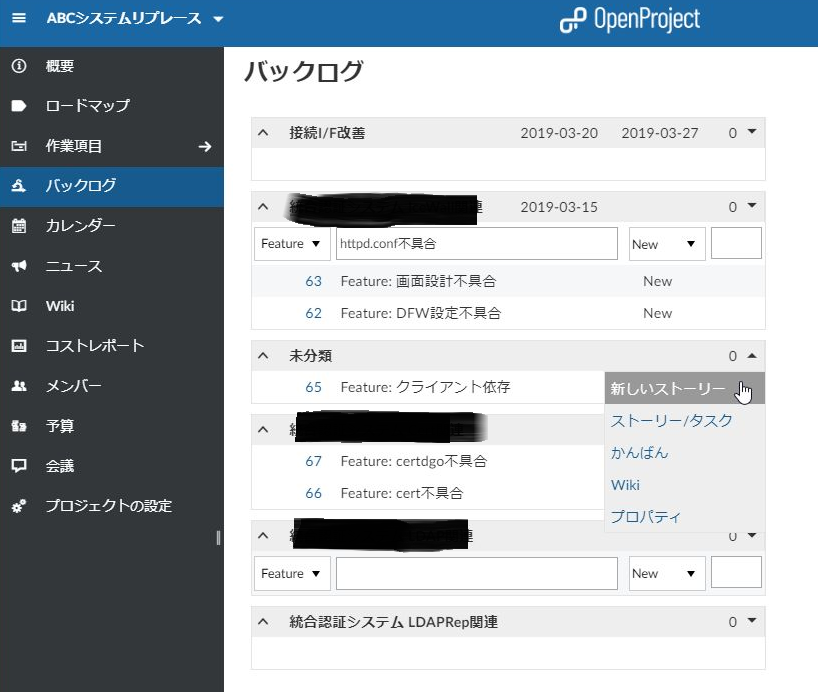 ABCシステムリプレース
OpenProject
概要
ロードマップ
作業項目
バックログ
カレンダー
ニュース
Wiki
コストレポート
メンバー
予算
会議
プロジェクトの設定
バックログ
接続I/F改善 2019-03-20 2019-03-27 0
2019-03-15 0
Feature httpd.conf不具合 New
63 Feature: 画面設計不具合 New
62 Feature: DFW設定不具合 New
未分類 0
65 Feature: クライアント依存
新しいストーリー
ストーリー/タスク
かんばん
Wiki
プロパティ
67 Feature: certdgo不具合
66 Feature: cert不具合
0
Feature New
統合認証システム LDAPRep関連 0